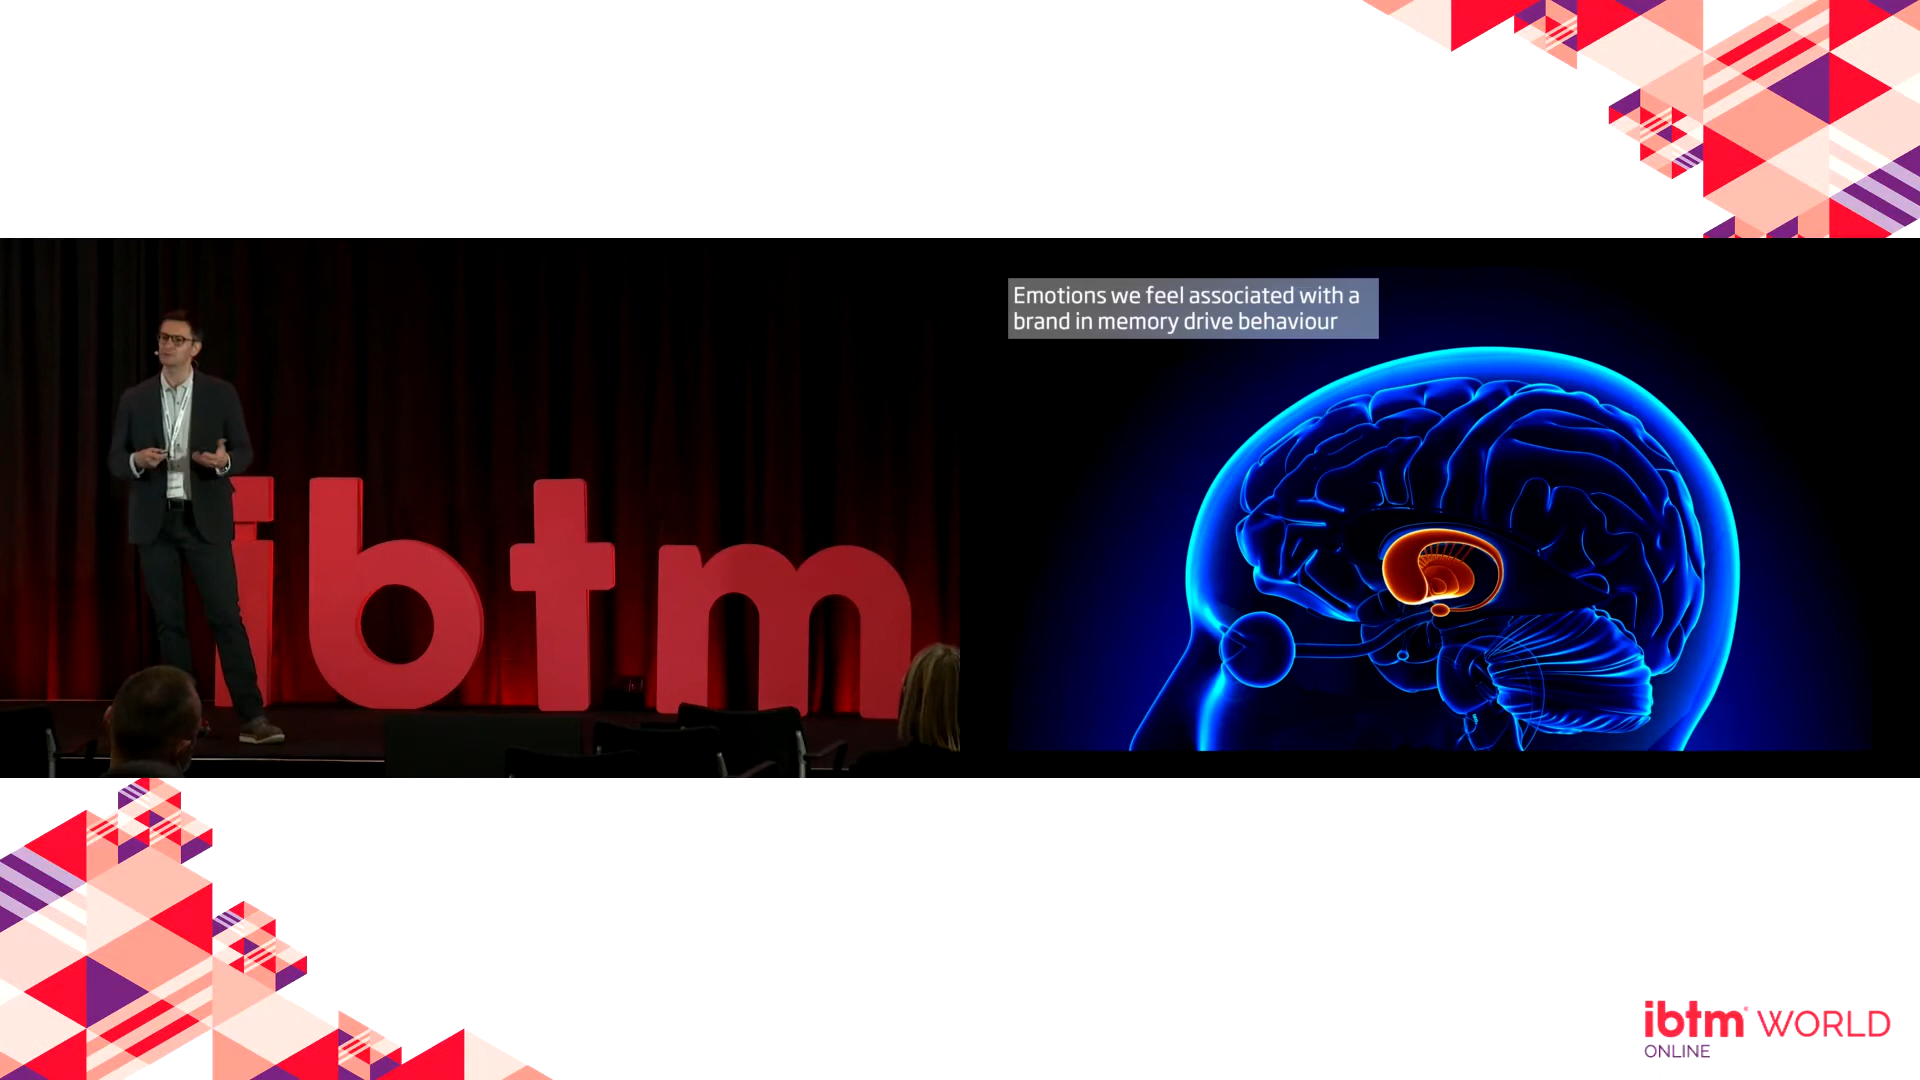 Emotions we feel associated with a
brand in memory drive behaviour
ibtm
ibtm WORLD
ONLINE